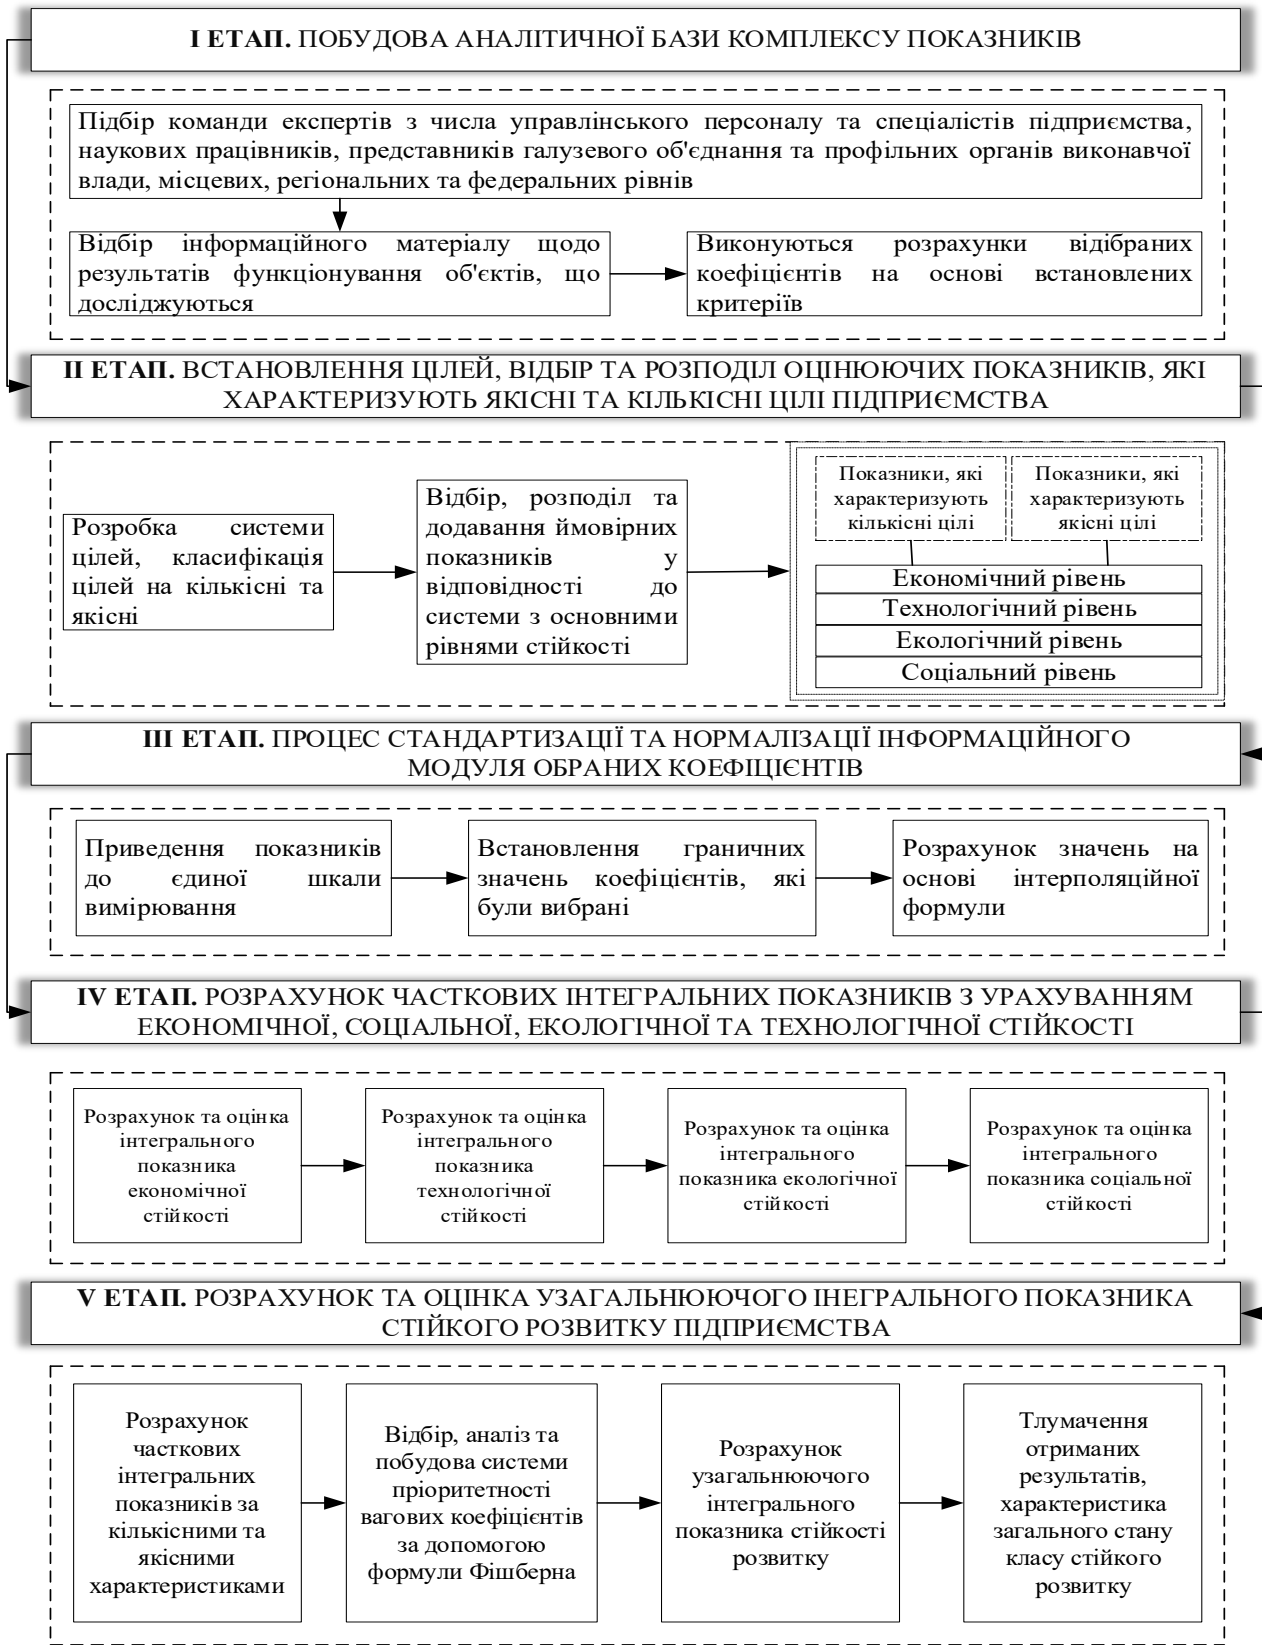 І ЕТАП. ПОБУДОВА АНАЛІТИЧНОЇ БАЗИ КОМПЛЕКСУ ПОКАЗНИКІВ
Підбір команди експертів з числа управлінського персоналу та спеціалістів підприємства,
наукових працівників, представників галузевого об'єднання та профільних органів виконавчої
влади, місцевих, регіональних та федеральних рівнів
Відбір інформаційного матеріалу щодо
результатів функціонування об'єктів, що
досліджуються
Виконуються розрахунки відібраних
коефіцієнтів на основі встановлених
критеріїв
ІІ ЕТАП. ВСТАНОВЛЕННЯ ЦІЛЕЙ, ВІДБІР ТА РОЗПОДІЛ ОЦІНЮЮЧИХ ПОКАЗНИКІВ, ЯКІ
ХАРАКТЕРИЗУЮТЬ ЯКІСНІ ТА КІЛЬКІСНІ ЦІЛІ ПІДПРИЄМСТВА
Розробка системи
цілей, класифікація
цілей на кількісні та
якісні
Відбір, розподіл та
додавання ймовірних
показників у
відповідності до
системи з основними
рівнями стійкості
Показники, які
характеризують
кількісні цілі
Показники, які
характеризують
якісні цілі
Економічний рівень
Технологічний рівень
Екологічний рівень
Соціальний рівень
ІІІ ЕТАП. ПРОЦЕС СТАНДАРТИЗАЦІЇ ТА НОРМАЛІЗАЦІЇ ІНФОРМАЦІЙНОГО
МОДУЛЯ ОБРАНИХ КОЕФІЦІЄНТІВ
Приведення показників
до єдиної шкали
вимірювання
Встановлення граничних
значень коефіцієнтів, які
були вибрані
Розрахунок значень на
основі інтерполяційної
формули
IV ЕТАП. РОЗРАХУНОК ЧАСТКОВИХ ІНТЕГРАЛЬНИХ ПОКАЗНИКІВ З УРАХУВАННЯМ
ЕКОНОМІЧНОЇ, СОЦІАЛЬНОЇ, ЕКОЛОГІЧНОЇ ТА ТЕХНОЛОГІЧНОЇ СТІЙКОСТІ
Розрахунок та оцінка
інтегрального
показника
економічної
стійкості
Розрахунок та оцінка
інтегрального
показника
технологічної
стійкості
Розрахунок та оцінка
інтегрального
показника екологічної
стійкості
Розрахунок та оцінка
інтегрального
показника соціальної
стійкості
V ЕТАП. РОЗРАХУНОК ТА ОЦІНКА УЗАГАЛЬНЮЮЧОГО ІНЕГРАЛЬНОГО ПОКАЗНИКА
СТІЙКОГО РОЗВИТКУ ПІДПРИЄМСТВА
Розрахунок
часткових
інтегральних
показників за
кількісними та
якісними
характеристиками
Відбір, аналіз та
побудова системи
пріоритетності
вагових коефіцієнтів
за допомогою
формули Фішберна
Розрахунок
узагальнюючого
інтегрального
показника стійкості
розвитку
Тлумачення
отриманих
результатів,
характеристика
загального стану
класу стійкого
розвитку